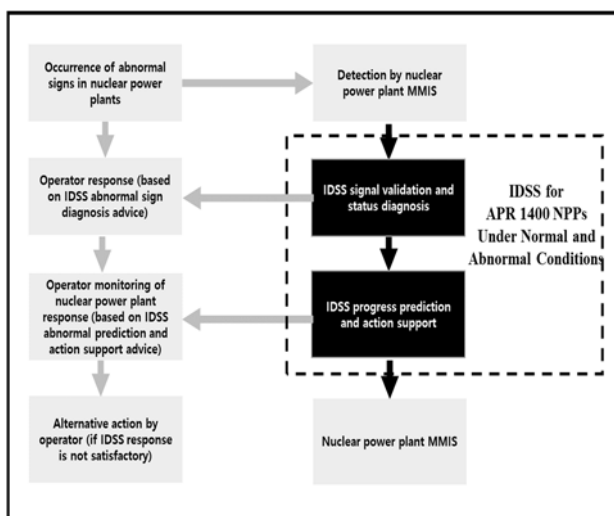 Occurrence of abnormal
signs in nuclear power
plants
Detection by nuclear
power plant MMIS
Operator response (based
on IDSS abnormal sign
diagnosis advice)
IDSS signal validation and
status diagnosis
IDSS for
APR 1400 NPPs
Under Normal and
Abnormal Conditions
Operator monitoring of
nuclear power plant
response (based on IDSS
abnormal prediction and
action support advice)
IDSS progress prediction
and action support
Alternative action by
operator (if IDSS response
is not satisfactory)
Nuclear power plant MMIS